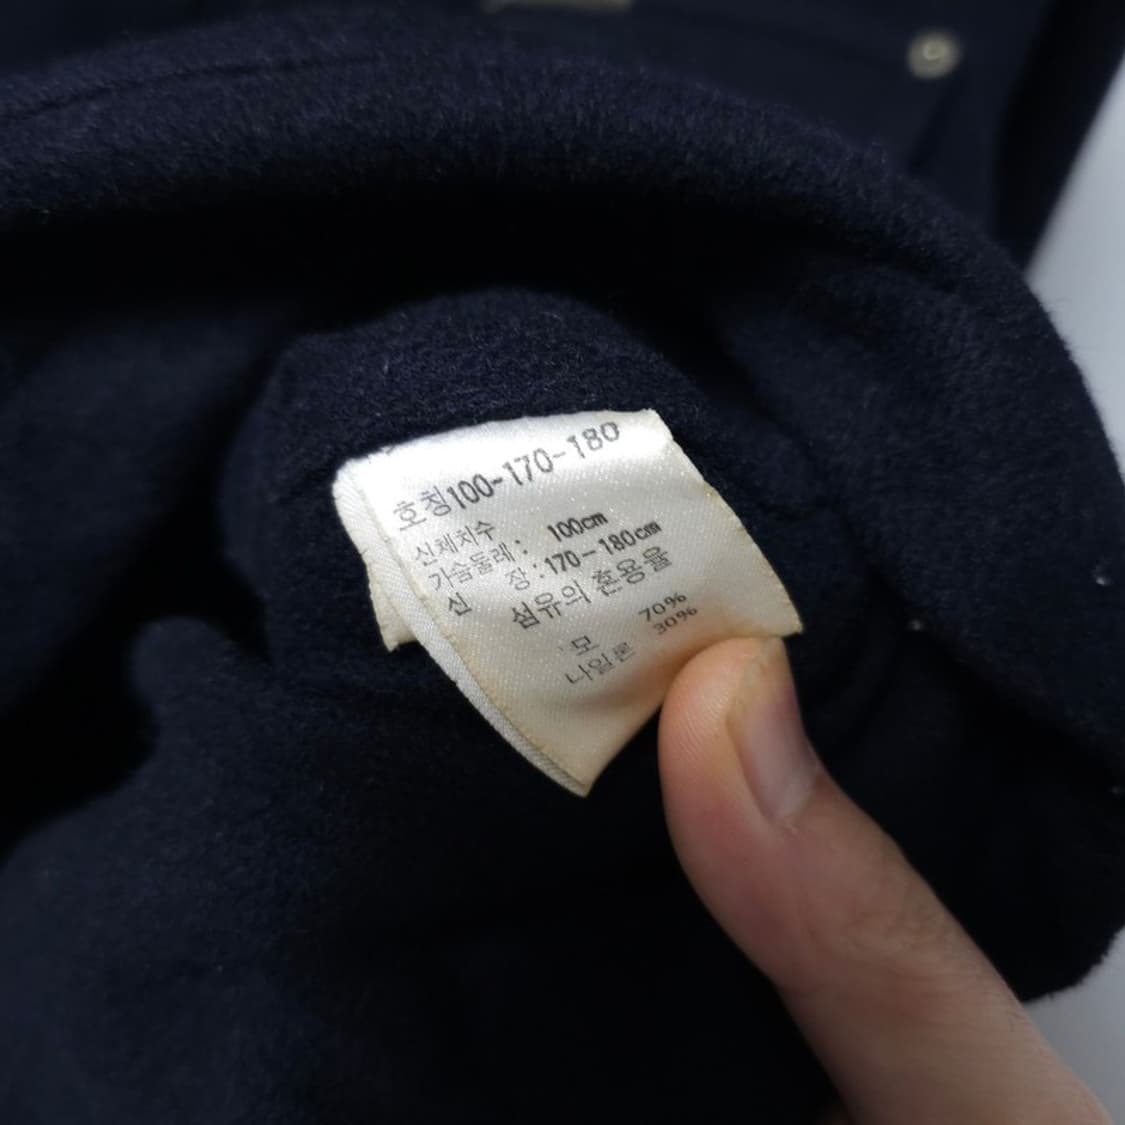 호칭100-170-180
신체치수
가슴둘레 : 100cm
신 장 : 170-180cm
섬유의 혼용율
모 70%
나일론 30%